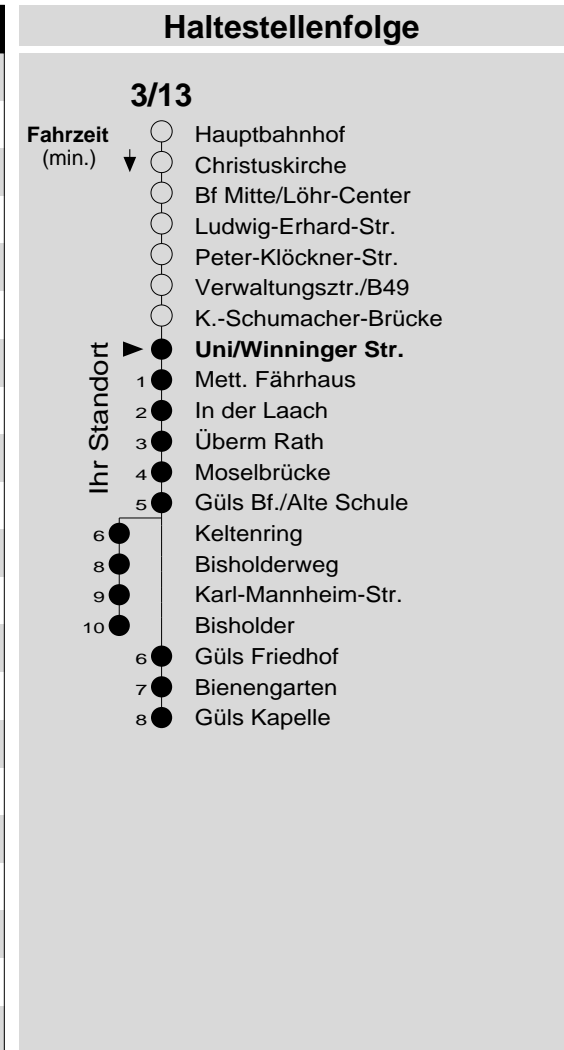 Haltestellenfolge
3/13
Fahrzeit
(min.)
Hauptbahnhof
Christuskirche
Bf Mitte/Löhr-Center
Ludwig-Erhard-Str.
Peter-Klöckner-Str.
Verwaltungsztr./B49
K.-Schumacher-Brücke
Ihr Standort
Uni/Winninger Str.
1 Mett. Fährhaus
2 In der Laach
3 Überm Rath
4 Moselbrücke
5 Güls Bf./Alte Schule
6 Keltenring
8 Bisholderweg
9 Karl-Mannheim-Str.
10 Bisholder
6 Güls Friedhof
7 Bienengarten
8 Güls Kapelle